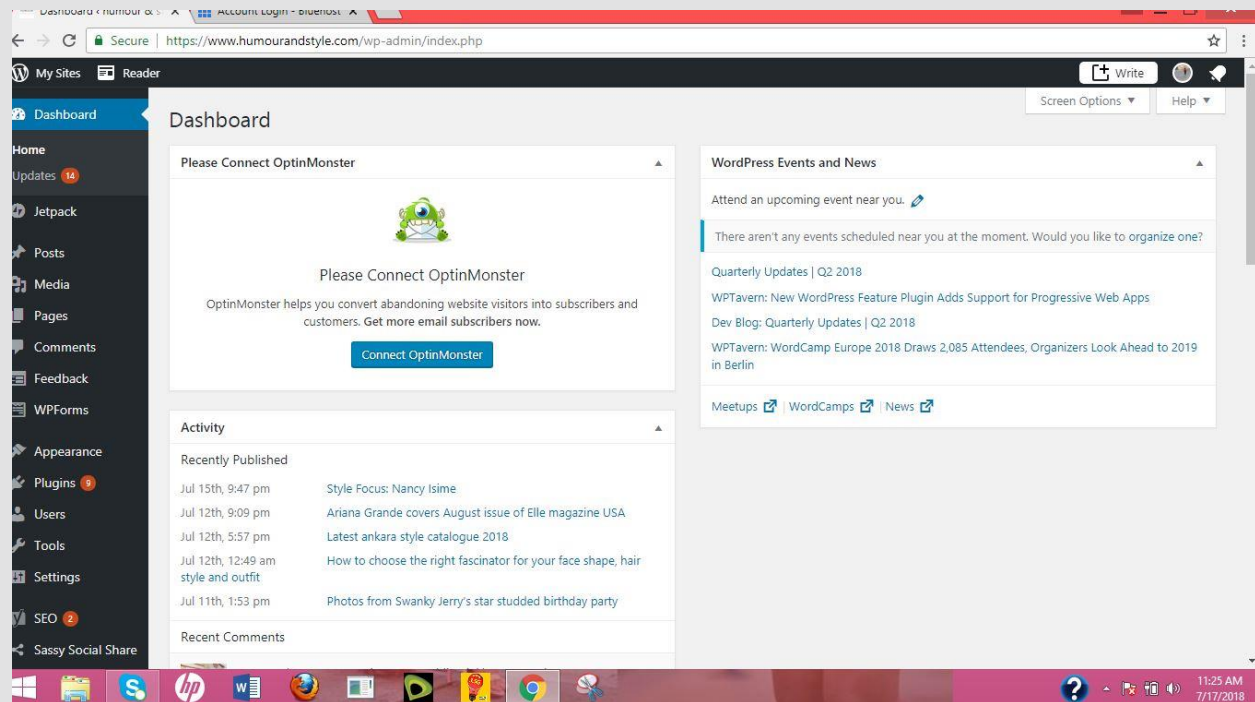 Dashboard ‹ humour & s
Account Login - Bluehost
Secure
https://www.humourandstyle.com/wp-admin/index.php
My Sites
Reader
Write
Dashboard
Home
Updates 14
Jetpack
Posts
Media
Pages
Comments
Feedback
WPForms
Appearance
Plugins 9
Users
Tools
Settings
SEO 2
Sassy Social Share
Screen Options
Help
Dashboard
Please Connect OptinMonster
Please Connect OptinMonster
OptinMonster helps you convert abandoning website visitors into subscribers and
customers. Get more email subscribers now.
Connect OptinMonster
Activity
Recently Published
Jul 15th, 9:47 pm Style Focus: Nancy Isime
Jul 12th, 9:09 pm Ariana Grande covers August issue of Elle magazine USA
Jul 12th, 5:57 pm Latest ankara style catalogue 2018
Jul 12th, 12:49 am How to choose the right fascinator for your face shape, hair
style and outfit
Jul 11th, 1:53 pm Photos from Swanky Jerry's star studded birthday party
Recent Comments
WordPress Events and News
Attend an upcoming event near you.
There aren't any events scheduled near you at the moment. Would you like to organize one?
Quarterly Updates | Q2 2018
WPTavern: New WordPress Feature Plugin Adds Support for Progressive Web Apps
Dev Blog: Quarterly Updates | Q2 2018
WPTavern: WordCamp Europe 2018 Draws 2,085 Attendees, Organizers Look Ahead to 2019
in Berlin
Meetups | WordCamps | News
hp
11:25 AM
7/17/2018